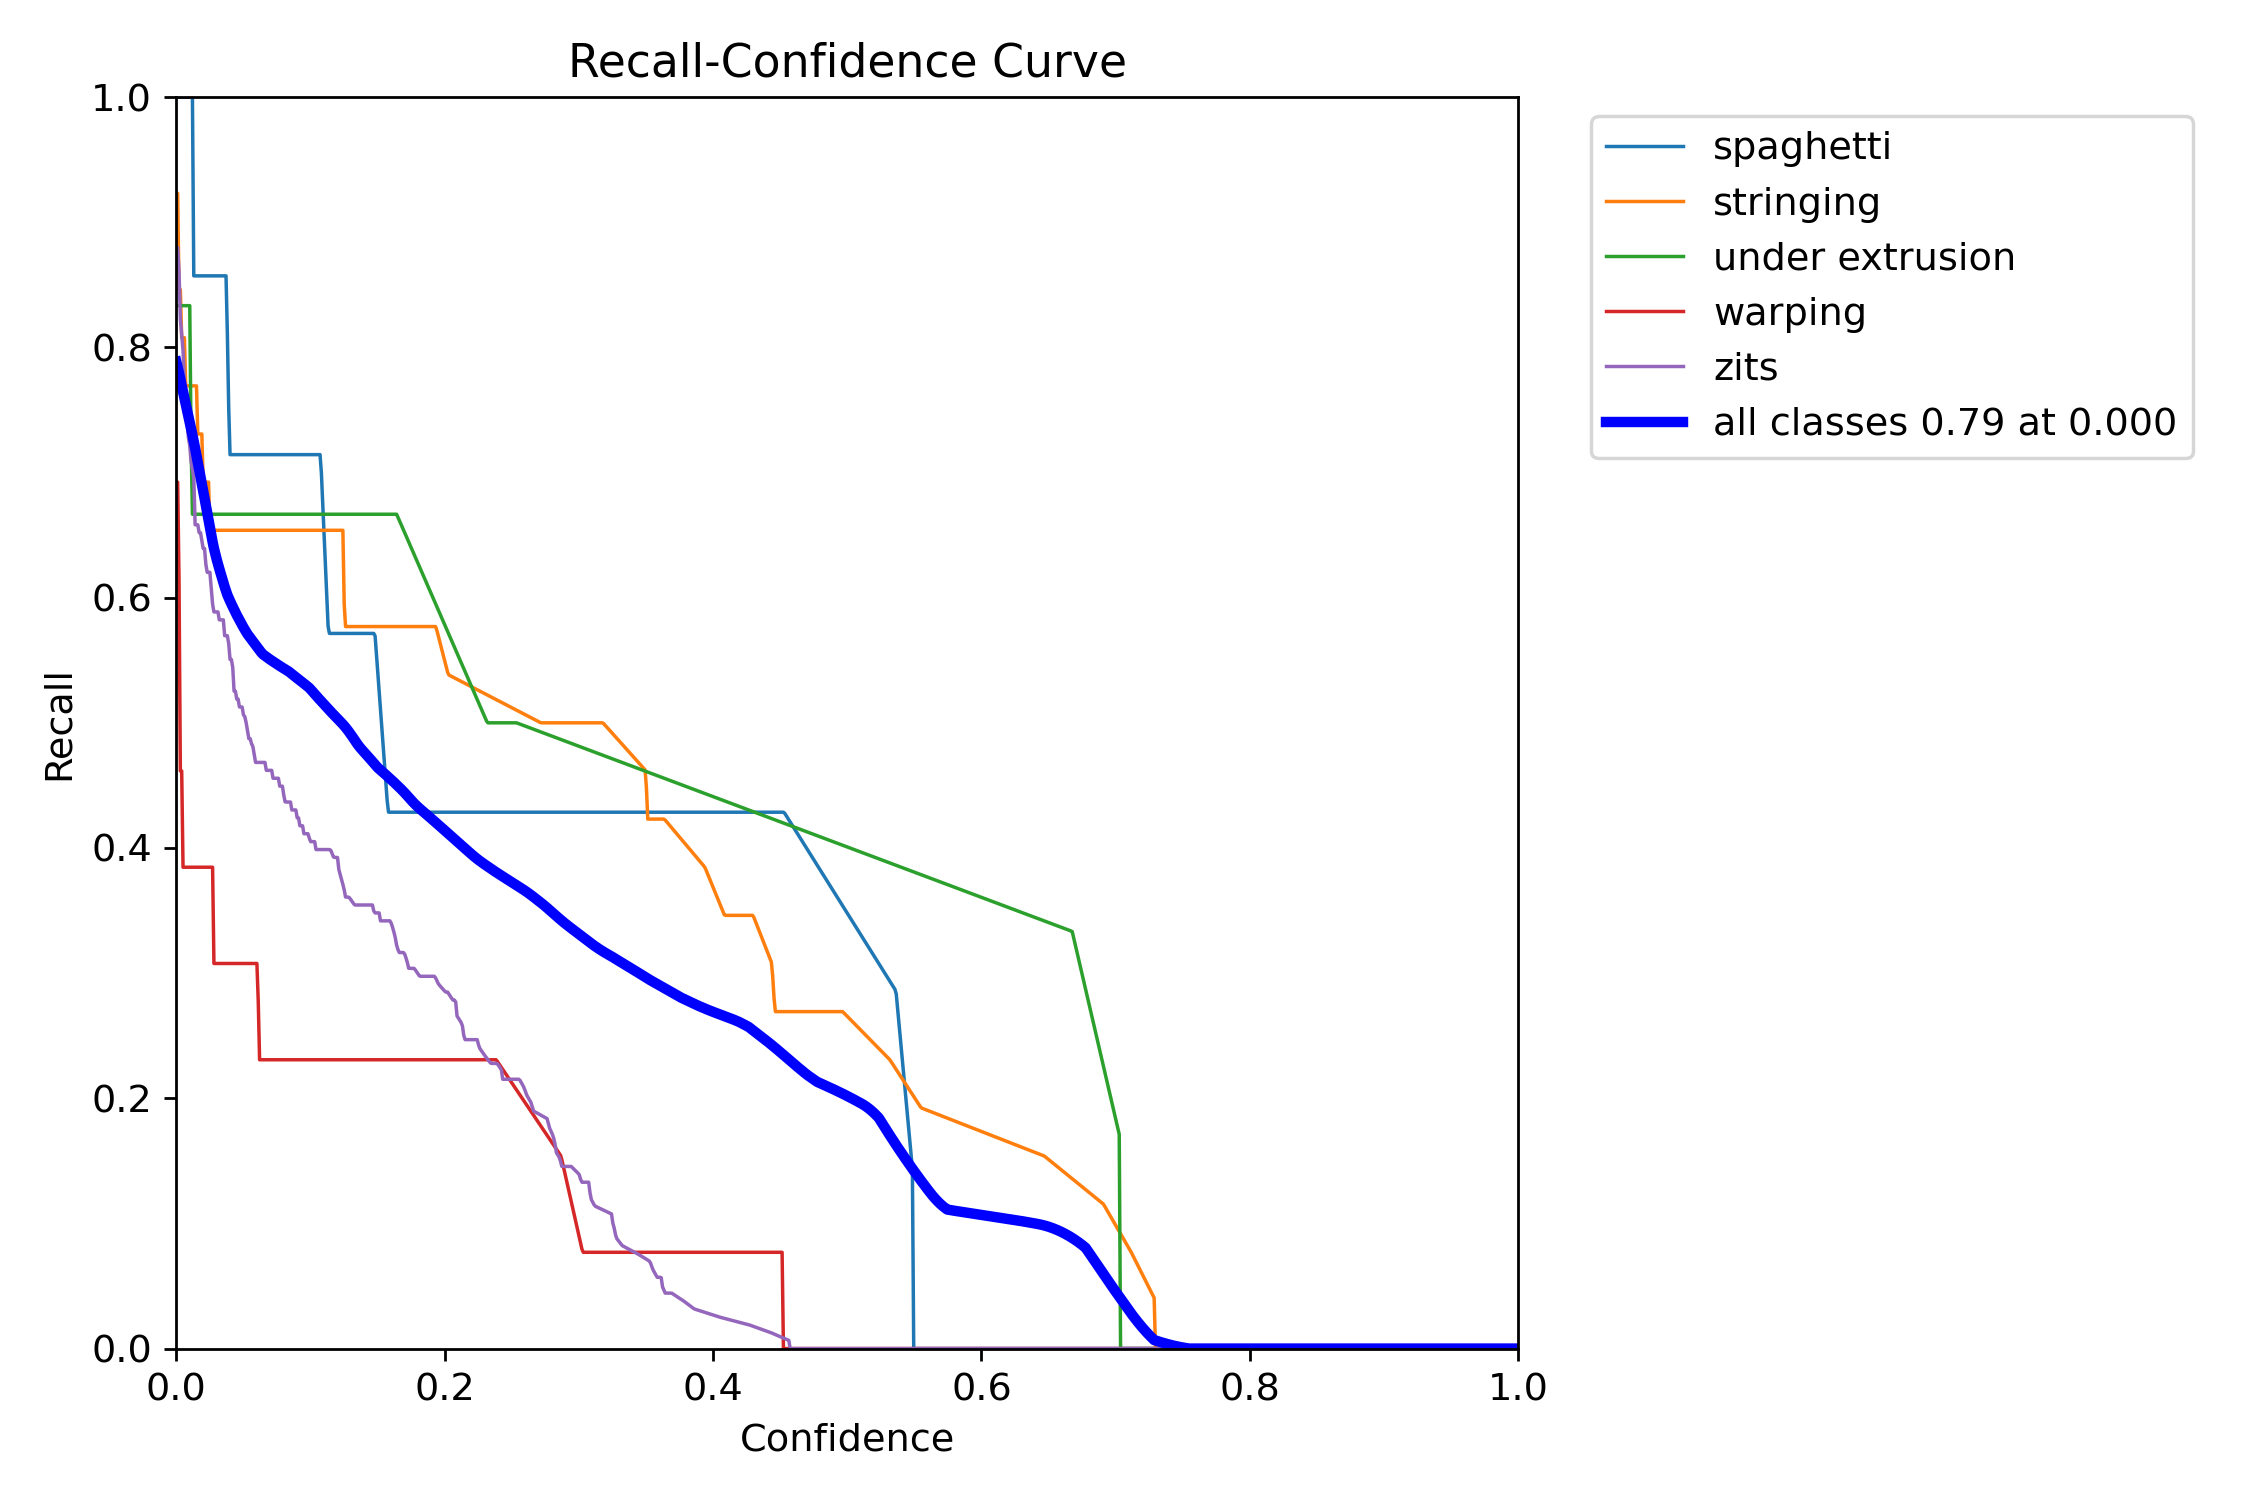 Recall-Confidence Curve
1.0
0.8
0.6
0.4
0.2
0.0
Recall
0.0 0.2 0.4 0.6 0.8 1.0
Confidence
spaghetti
stringing
under extrusion
warping
zits
all classes 0.79 at 0.000